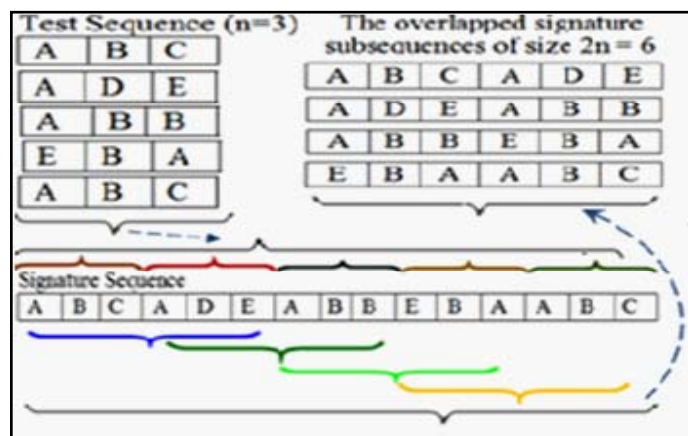 Test Sequence (n=3)
A B C
A D E
A B B
E B A
A B C
The overlapped signature
subsequences of size 2n = 6
A B C A D E
A D E A B B
A B B E B A
E B A A B C
Signature Sequence
A B C A D E A B B E B A A B C